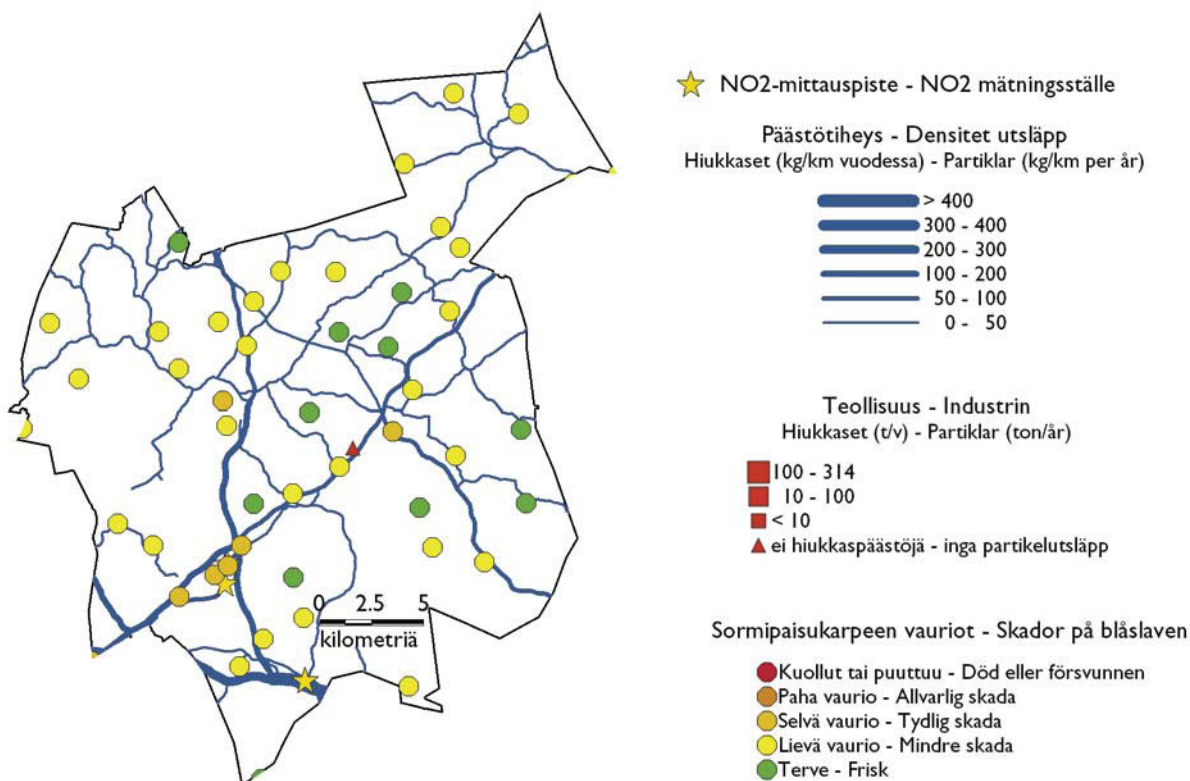 NO2-mittauspiste - NO2 mätningsställe
Päästötiheys - Densitet utsläpp
Hiukkaset (kg/km vuodessa) - Partiklar (kg/km per år)
> 400
300 - 400
200 - 300
100 - 200
50 - 100
0 - 50
Teollisuus - Industrin
Hiukkaset (t/v) - Partiklar (ton/år)
100 - 314
10 - 100
< 10
ei hiukkaspäästöjä - inga partikelutsläpp
0 2.5 5
kilometriä
Sormipaisukarpeen vauriot - Skador på blåslaven
Kuollut tai puuttuu - Död eller försvunnen
Paha vaurio - Allvarlig skada
Selvä vaurio - Tydlig skada
Lievä vaurio - Mindre skada
Terve - Frisk